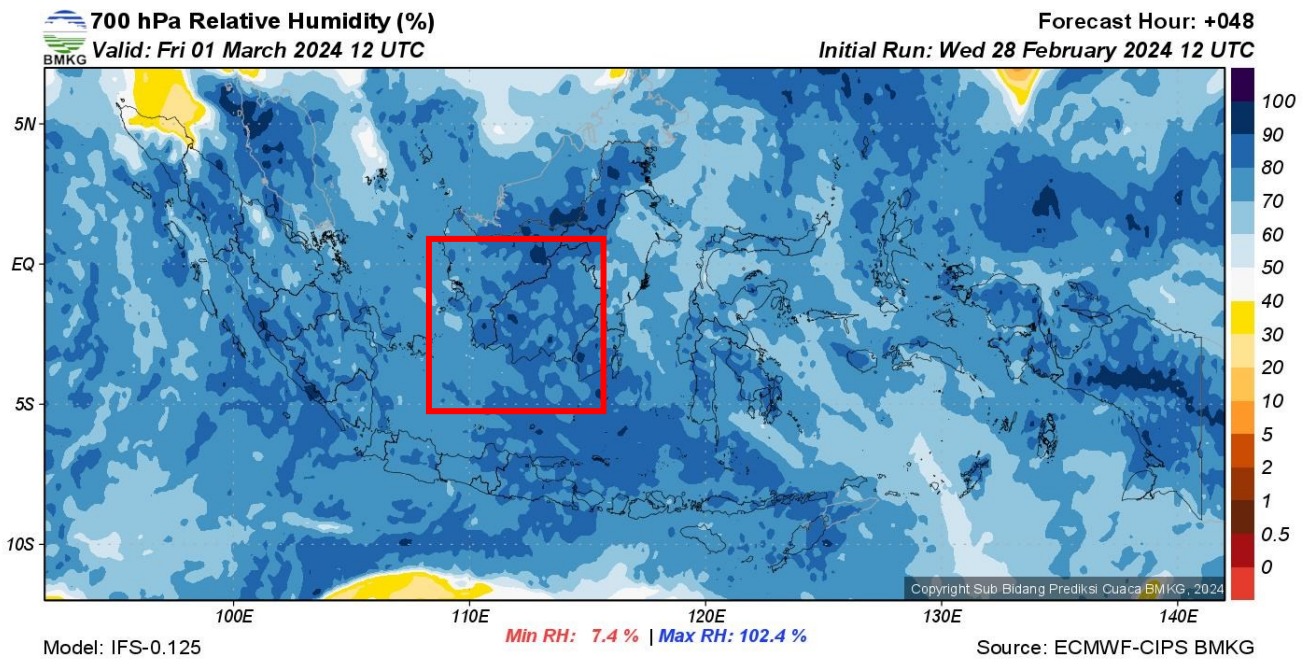 700 hPa Relative Humidity (%)
Forecast Hour: +048
BMKG
Valid: Fri 01 March 2024 12 UTC
Initial Run: Wed 28 February 2024 12 UTC
5N
EQ
5S
10S
100E
110E
120E
130E
140E
100
90
80
70
60
50
40
30
20
10
5
2
1
0.5
0
Copyright Sub Bidang Prediksi Cuaca BMKG, 2024
Min RH: 7.4 % | Max RH: 102.4 %
Model: IFS-0.125
Source: ECMWF-CIPS BMKG